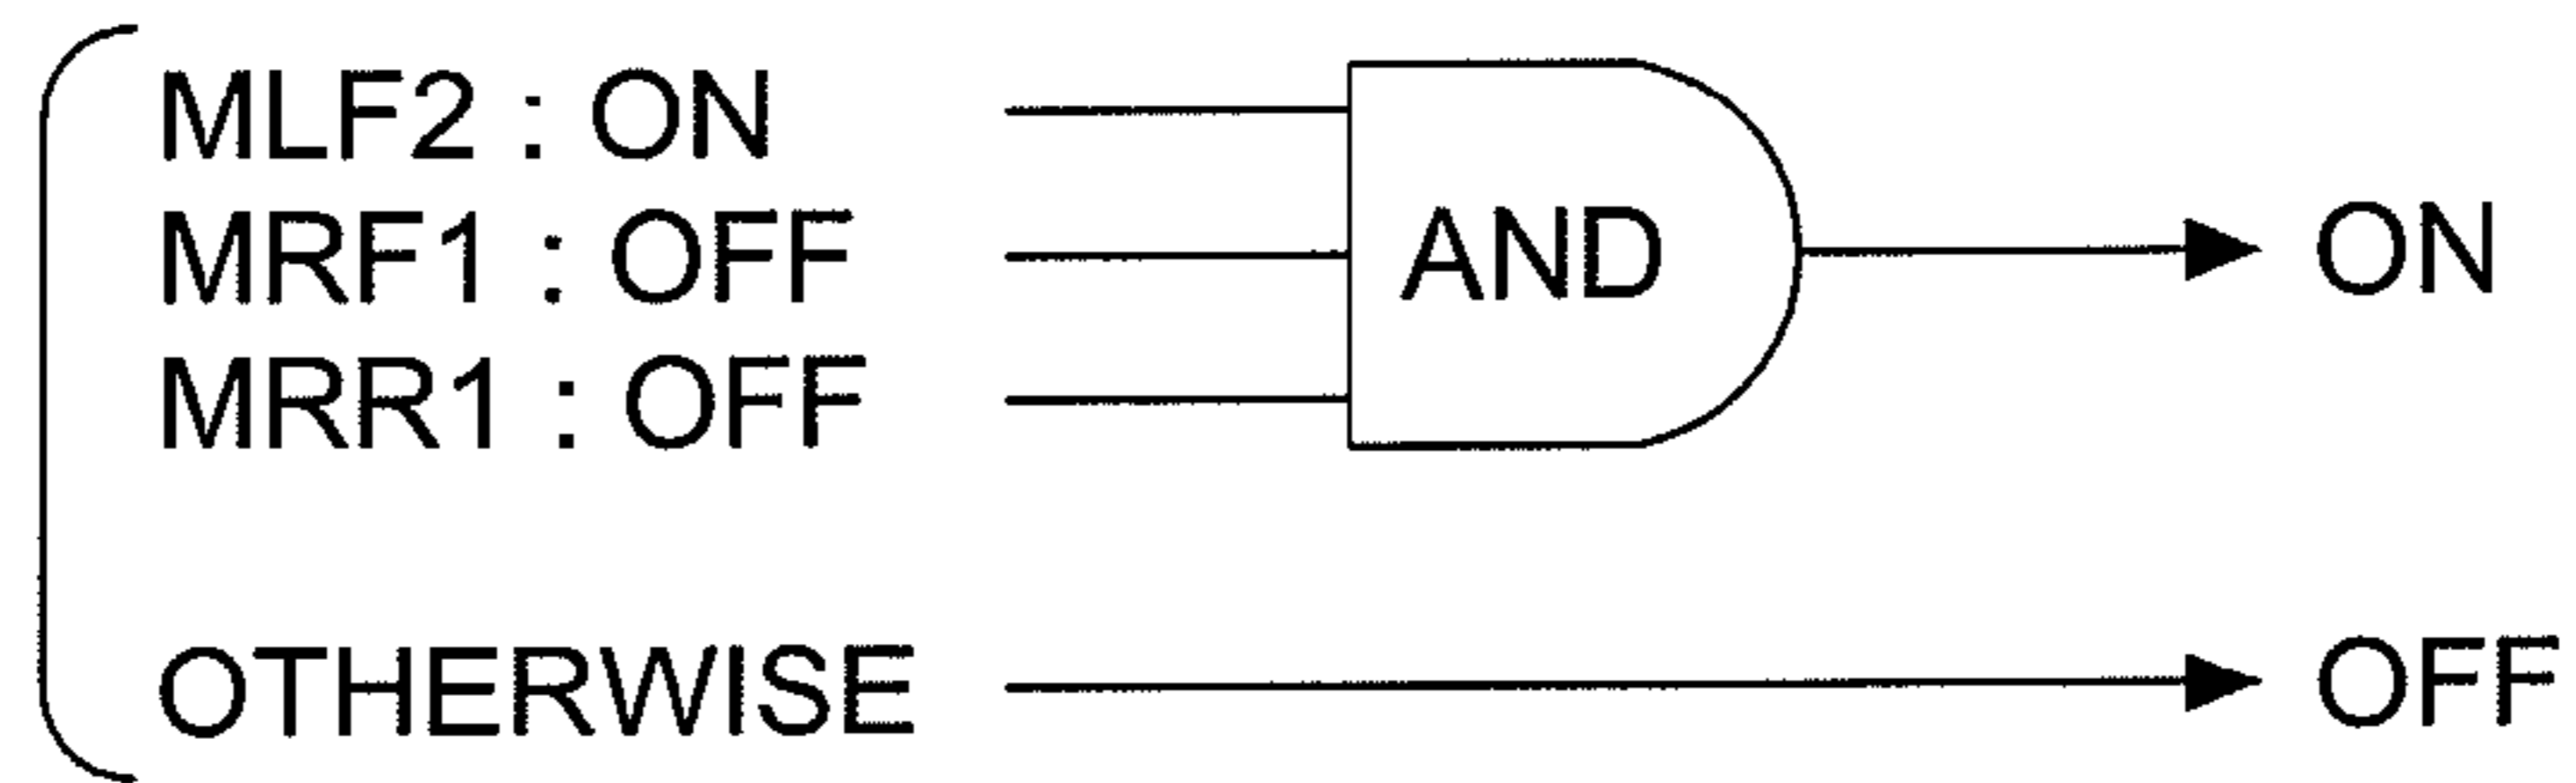 MLF2 : ON
MRF1 : OFF
MRR1 : OFF
AND
ON
OTHERWISE
OFF